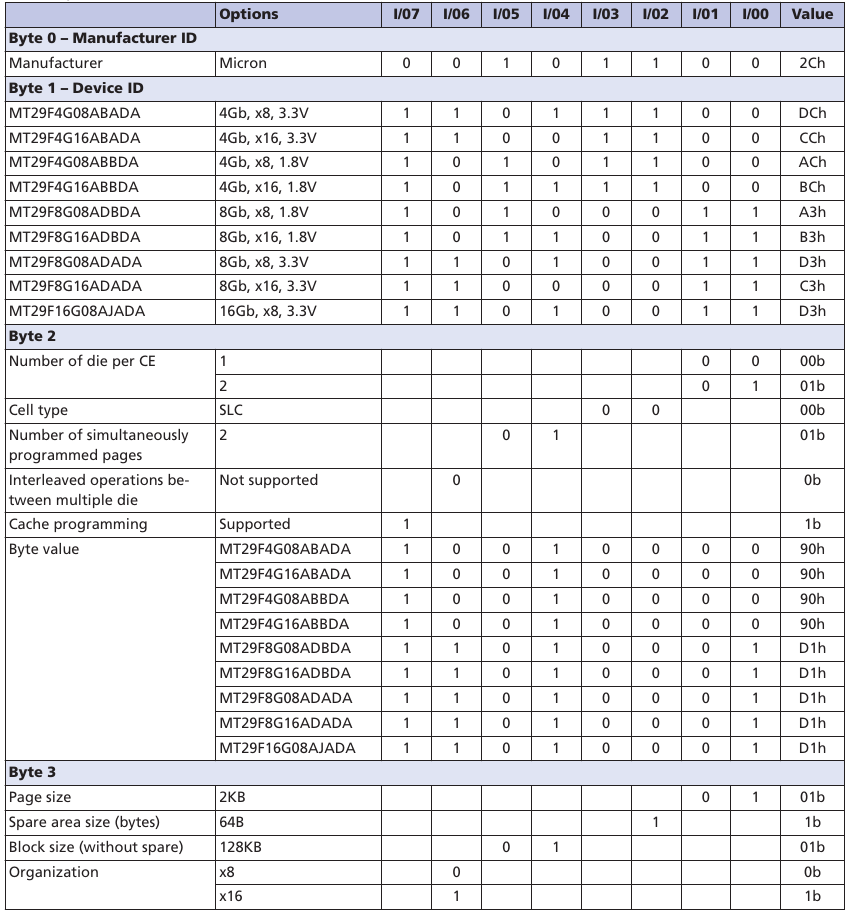 Options I/07 I/06 I/05 I/04 I/03 I/02 I/01 I/00 Value
Byte 0 – Manufacturer ID
Manufacturer Micron 0 0 1 0 1 1 0 0 2Ch
Byte 1 – Device ID
MT29F4G08ABADA 4Gb, x8, 3.3V 1 1 0 1 1 1 0 0 DCh
MT29F4G16ABADA 4Gb, x16, 3.3V 1 1 0 0 1 1 0 0 CCh
MT29F4G08ABBDA 4Gb, x8, 1.8V 1 0 1 0 1 1 0 0 ACh
MT29F4G16ABBDA 4Gb, x16, 1.8V 1 0 1 1 1 1 0 0 BCh
MT29F8G08ADBDA 8Gb, x8, 1.8V 1 0 1 0 0 0 1 1 A3h
MT29F8G16ADBDA 8Gb, x16, 1.8V 1 0 1 1 0 0 1 1 B3h
MT29F8G08ADADA 8Gb, x8, 3.3V 1 1 0 1 0 0 1 1 D3h
MT29F8G16ADADA 8Gb, x16, 3.3V 1 1 0 0 0 0 1 1 C3h
MT29F16G08AJADA 16Gb, x8, 3.3V 1 1 0 1 0 0 1 1 D3h
Byte 2
Number of die per CE 1 0 0 00b
2 0 1 01b
Cell type SLC 0 0 00b
Number of simultaneously 2 0 1 01b
programmed pages
Interleaved operations be- Not supported 0 0b
tween multiple die
Cache programming Supported 1 1b
Byte value MT29F4G08ABADA 1 0 0 1 0 0 0 0 90h
MT29F4G16ABADA 1 0 0 1 0 0 0 0 90h
MT29F4G08ABBDA 1 0 0 1 0 0 0 0 90h
MT29F4G16ABBDA 1 0 0 1 0 0 0 0 90h
MT29F8G08ADBDA 1 1 0 1 0 0 0 1 D1h
MT29F8G16ADBDA 1 1 0 1 0 0 0 1 D1h
MT29F8G08ADADA 1 1 0 1 0 0 0 1 D1h
MT29F8G16ADADA 1 1 0 1 0 0 0 1 D1h
MT29F16G08AJADA 1 1 0 1 0 0 0 1 D1h
Byte 3
Page size 2KB 0 1 01b
Spare area size (bytes) 64B 1 1b
Block size (without spare) 128KB 0 1 01b
Organization x8 0 0b
x16 1 1b